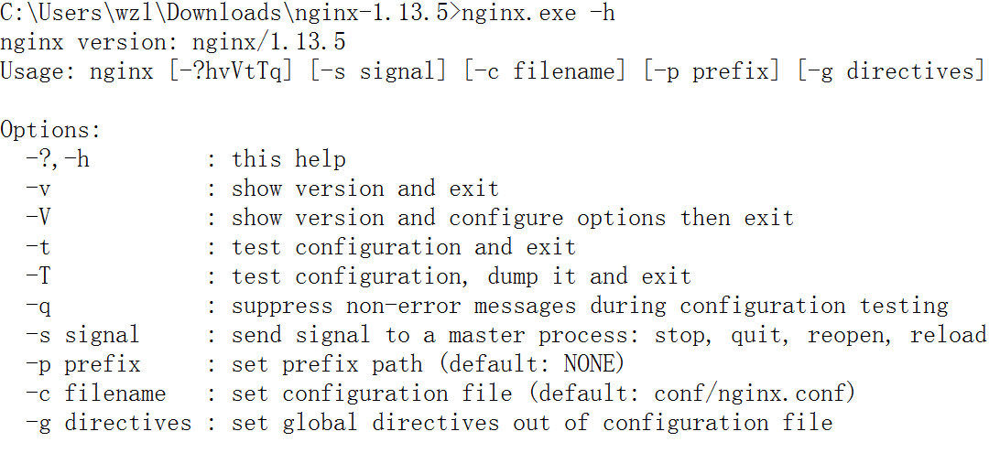 C:\Users\wzl\Downloads\nginx-1.13.5>nginx.exe -h
nginx version: nginx/1.13.5
Usage: nginx [-?hvVtTq] [-s signal] [-c filename] [-p prefix] [-g directives]

Options:
  -?,-h         : this help
  -v            : show version and exit
  -V            : show version and configure options then exit
  -t            : test configuration and exit
  -T            : test configuration, dump it and exit
  -q            : suppress non-error messages during configuration testing
  -s signal     : send signal to a master process: stop, quit, reopen, reload
  -p prefix     : set prefix path (default: NONE)
  -c filename   : set configuration file (default: conf/nginx.conf)
  -g directives : set global directives out of configuration file